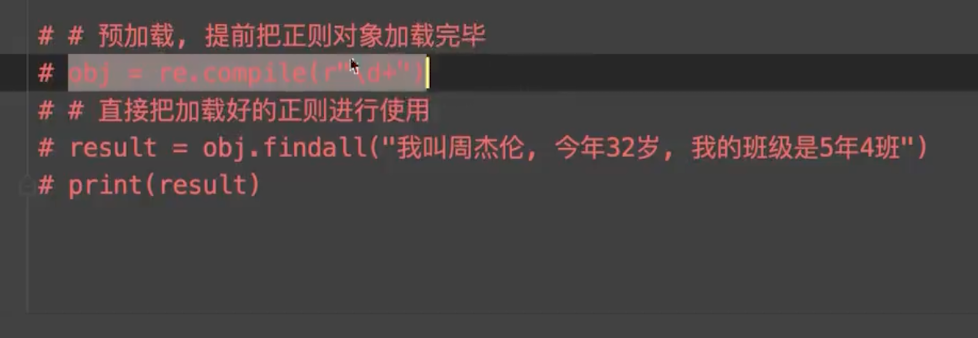 # # 预加载, 提前把正则对象加载完毕
# obj = re.compile(r"\d+")
# # 直接把加载好的正则进行使用
# result = obj.findall("我叫周杰伦, 今年32岁, 我的班级是5年4班")
# print(result)